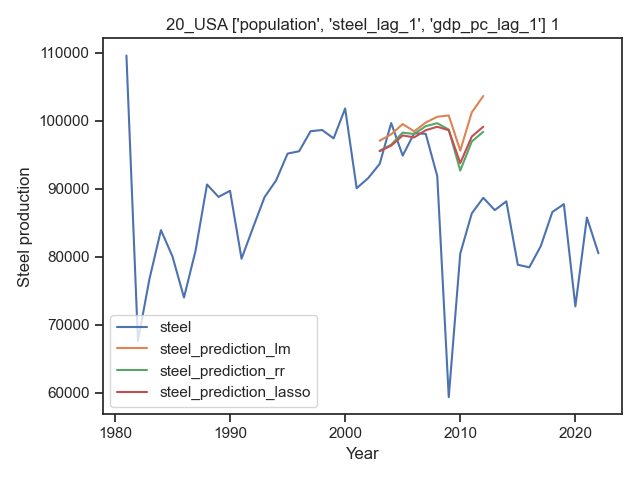 20_USA ['population', 'steel_lag_1', 'gdp_pc_lag_1'] 1
110000
100000
90000
80000
70000
60000
Steel production
steel
steel_prediction_lm
steel_prediction_rr
steel_prediction_lasso
1980
1990
2000
2010
2020
Year